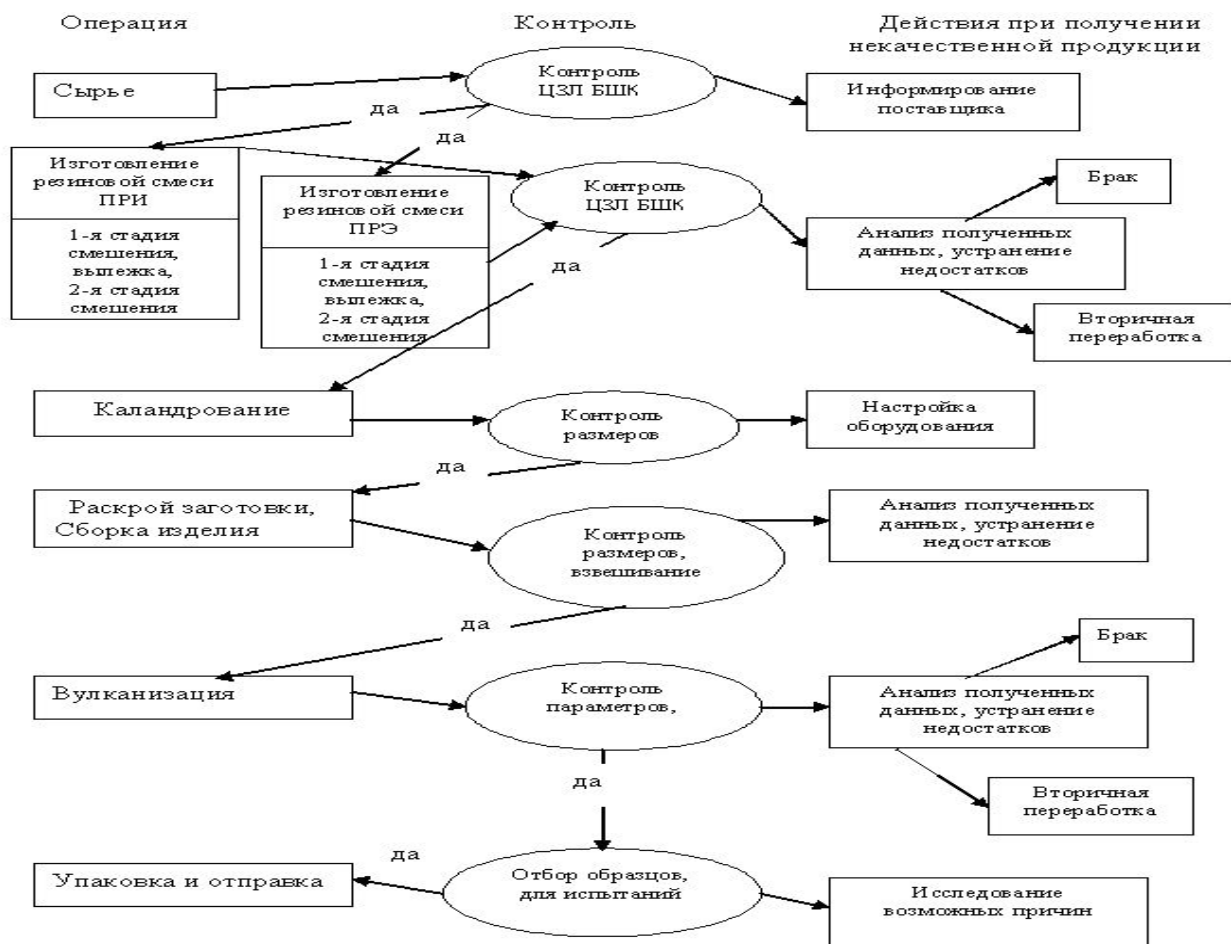 Операция
Контроль
Действия при получении
некачественной продукции
Сырье
Контроль
ЦЗЛ БШК
Информирование
поставщика
да
да
Изготовление
резиновой смеси
ПРИ
1-я стадия
смешения,
вылежка,
2-я стадия
смешения
Изготовление
резиновой смеси
ПРЭ
1-я стадия
смешения,
вылежка,
2-я стадия
смешения
Контроль
ЦЗЛ БШК
Брак
Анализ полученных
данных, устранение
недостатков
да
Вторичная
переработка
Каландрование
Контроль
размеров
Настройка
оборудования
да
Раскрой заготовки,
Сборка изделия
Контроль
размеров,
взвешивание
Анализ полученных
данных, устранение
недостатков
да
Брак
Вулканизация
Контроль
параметров,
Анализ полученных
данных, устранение
недостатков
да
Вторичная
переработка
Упаковка и отправка
да
Отбор образцов,
для испытаний
Исследование
возможных причин